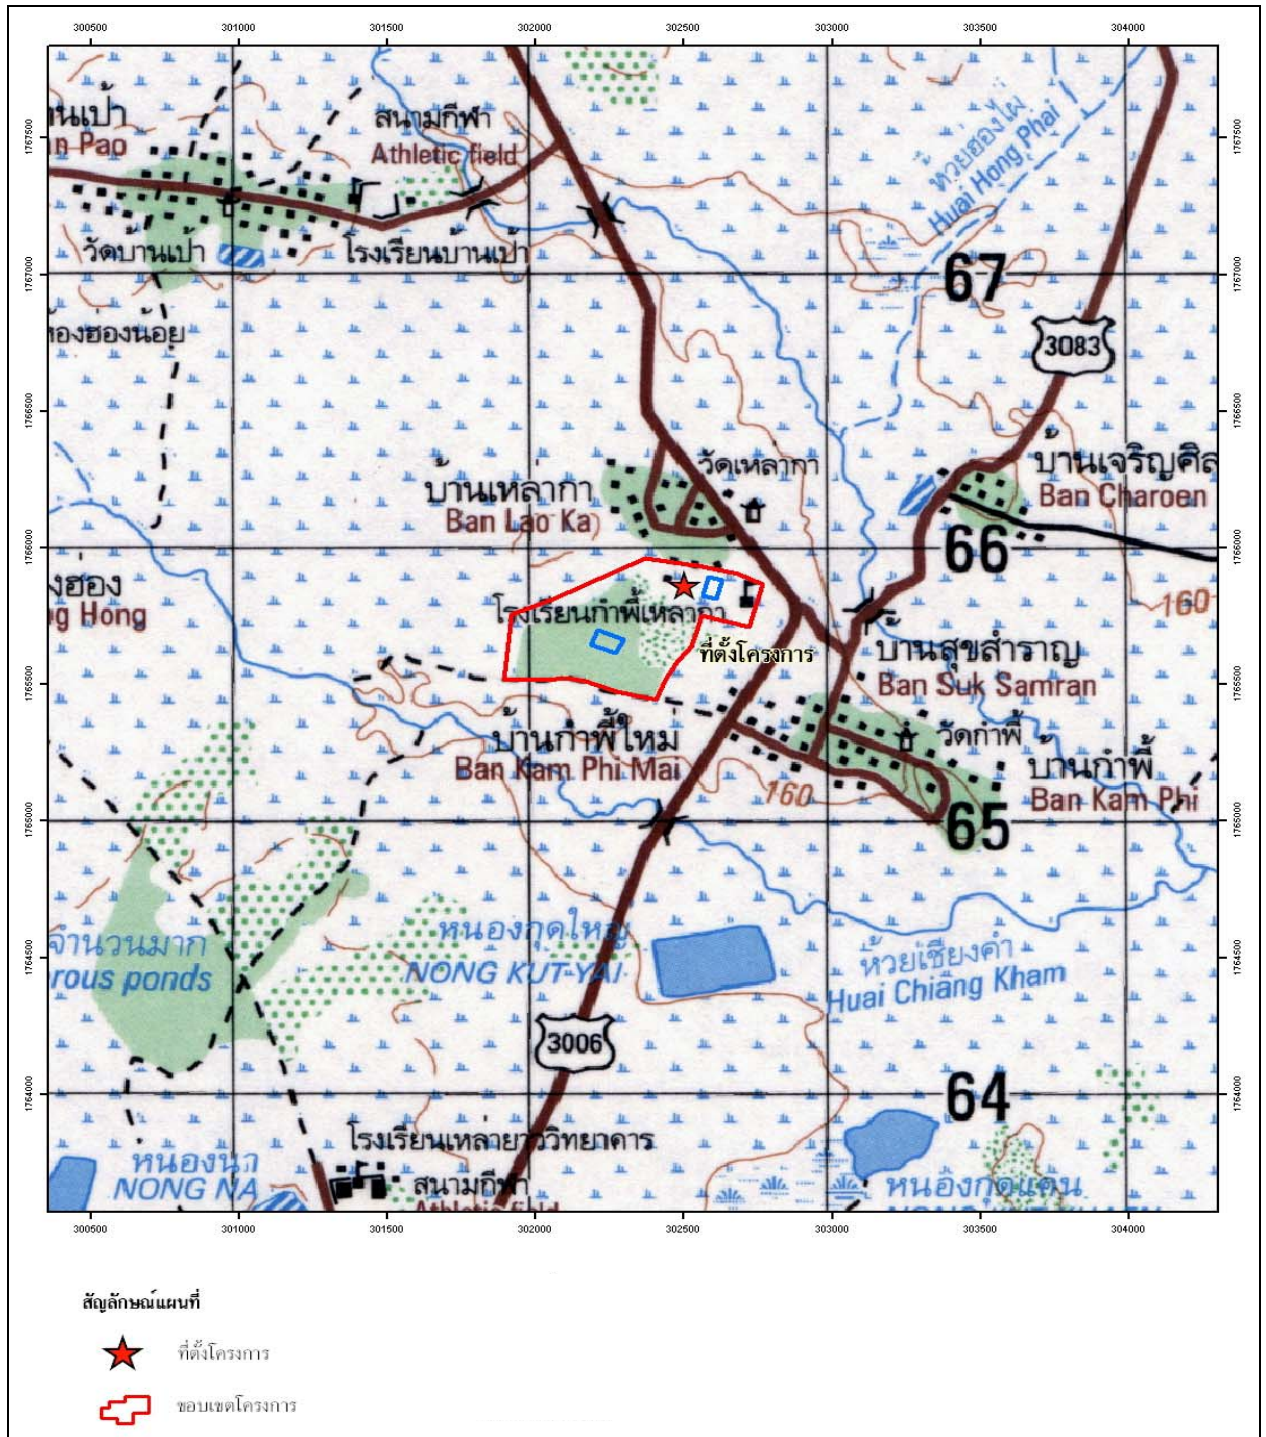 300500 301000 301500 302000 302500 303000 303500 304000
1767500
1767000
1766500
1766000
1765500
1765000
1764500
1764000
1767500
1767000
1766500
1766000
1765500
1765000
1764500
1764000
านเป้า
n Pao
สนามกีฬา
Athletic field
ห้วยฮ่องไผ่
Huai Hong Phai
วัดบ้านเป้า
โรงเรียนบ้านเป้า
67
3083
วัดเหลากา
บ้านเหลากา
Ban Lao Ka
บ้านเจริญศิล
Ban Charoen
66
งฮ่อง
g Hong
160
โรงเรียนกำพี้เหลากา
ที่ตั้งโครงการ
บ้านสุขสำราญ
Ban Suk Samran
บ้านกำพี้ใหม่
Ban Kam Phi Mai
วัดกำพี้
บ้านกำพี้
Ban Kam Phi
160
65
จำนวนมาก
rous ponds
หนองกุดใหญ่
NONG KUT-YAI
ห้วยเชียงคำ
Huai Chiang Kham
3006
64
โรงเรียนเหล่ายาววิทยาคาร
หนองนา
NONG NA
สนามกีฬา
Athletic field
หนองกุดแคน
300500 301000 301500 302000 302500 303000 303500 304000
สัญลักษณ์แผนที่
ที่ตั้งโครงการ
ขอบเขตโครงการ